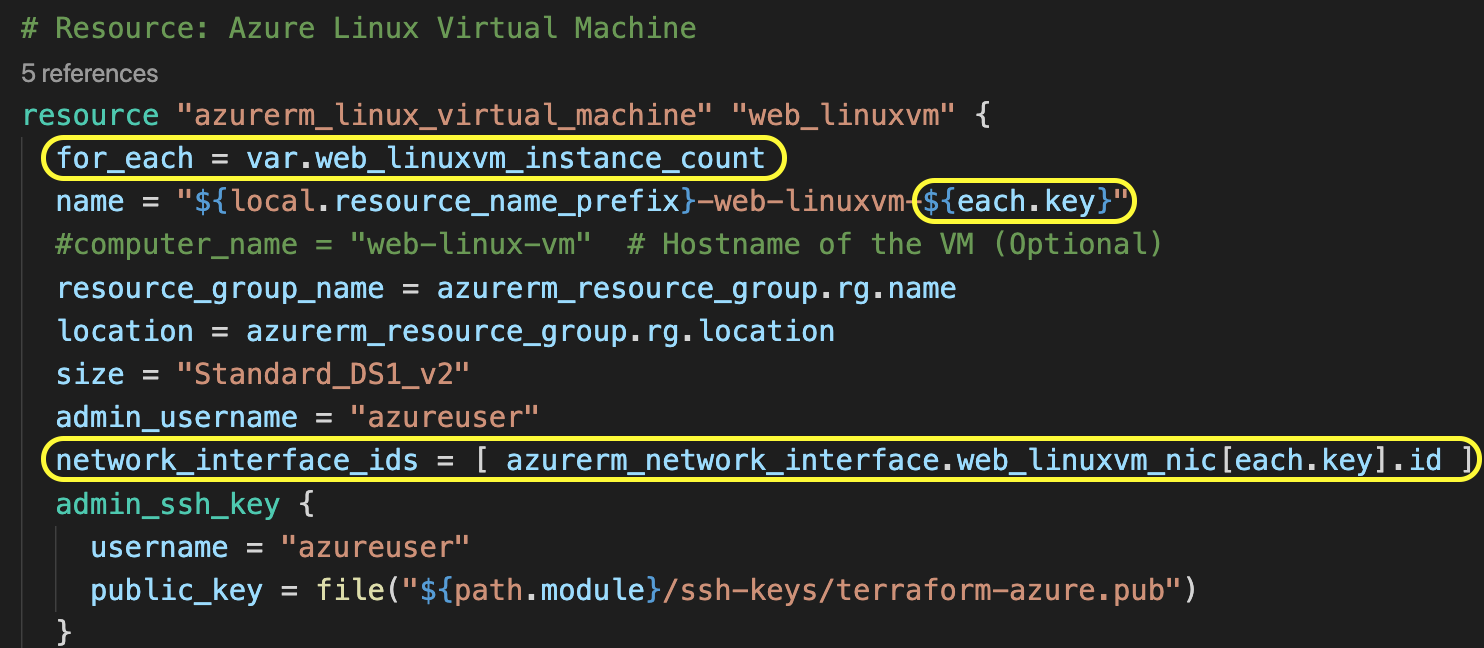 # Resource: Azure Linux Virtual Machine
5 references
resource "azurerm_linux_virtual_machine" "web_linuxvm" {
for_each = var.web_linuxvm_instance_count
name = "${local.resource_name_prefix}-web-linuxvm-${each.key}"
#computer_name = "web-linux-vm"  # Hostname of the VM (Optional)
resource_group_name = azurerm_resource_group.rg.name
location = azurerm_resource_group.rg.location
size = "Standard_DS1_v2"
admin_username = "azureuser"
network_interface_ids = [ azurerm_network_interface.web_linuxvm_nic[each.key].id ]
admin_ssh_key {
username = "azureuser"
public_key = file("${path.module}/ssh-keys/terraform-azure.pub")
}